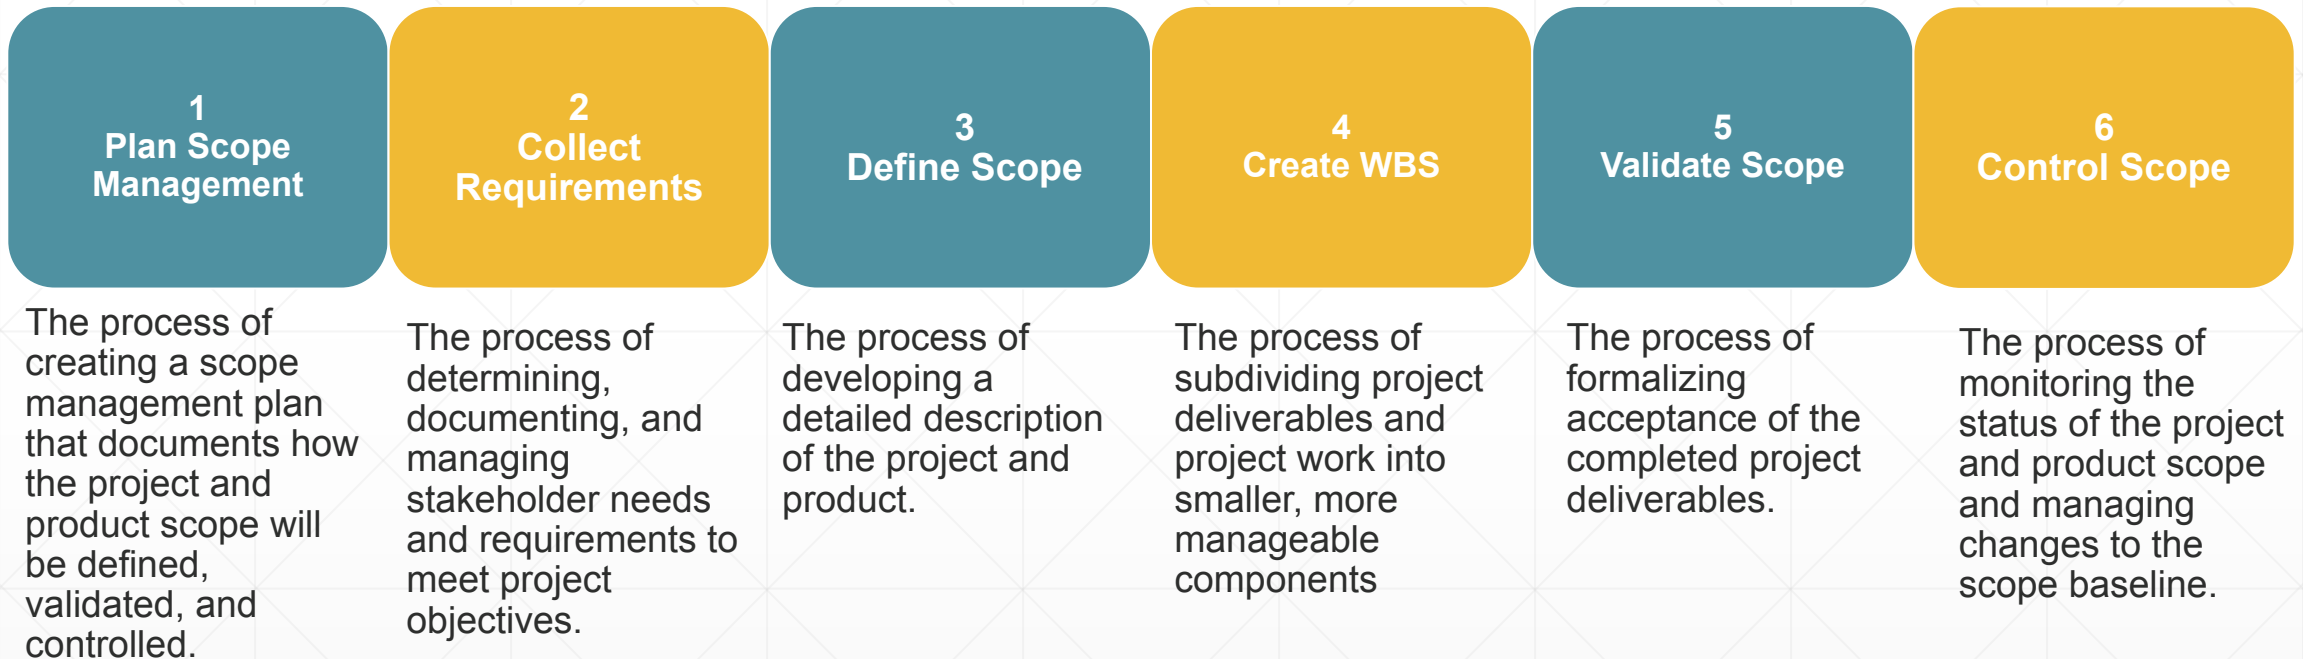 1
Plan Scope
Management
The process of
creating a scope
management plan
that documents how
the project and
product scope will
be defined,
validated, and
controlled.
2
Collect
Requirements
The process of
determining,
documenting, and
managing
stakeholder needs
and requirements to
meet project
objectives.
3
Define Scope
The process of
developing a
detailed description
of the project and
product.
4
Create WBS
The process of
subdividing project
deliverables and
project work into
smaller, more
manageable
components
5
Validate Scope
The process of
formalizing
acceptance of the
completed project
deliverables.
6
Control Scope
The process of
monitoring the
status of the project
and product scope
and managing
changes to the
scope baseline.